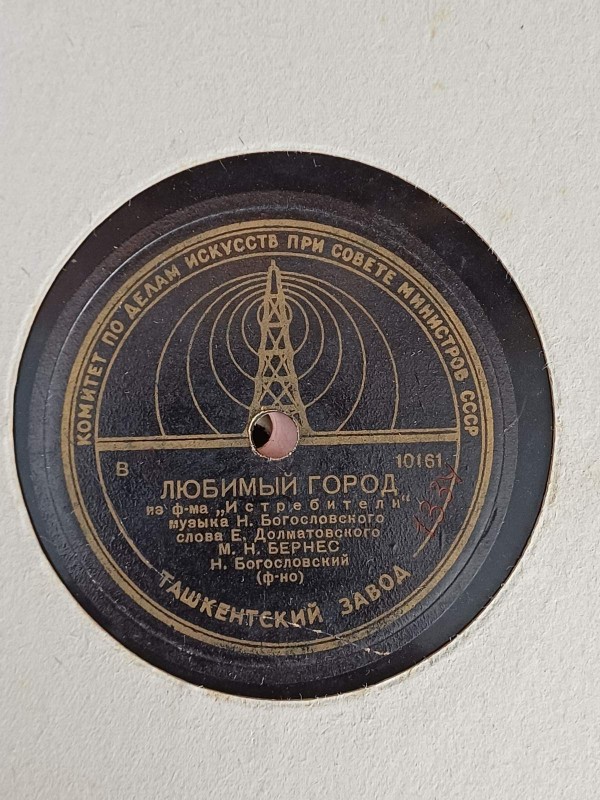 КОМИТЕТ ПО ДЕЛАМ ИСКУССТВ ПРИ СОВЕТЕ МИНИСТРОВ СССР
В 10161
ЛЮБИМЫЙ ГОРОД
из ф-ма „Истребители"
музыка Н. Богословского
слова Е. Долматовского
М. Н. БЕРНЕС
Н. Богословский
(ф-но)
ТАШКЕНТСКИЙ ЗАВОД